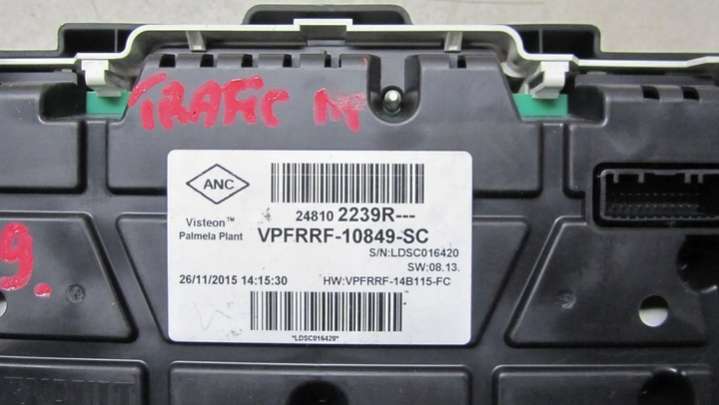 TRAFIC M
ANC
24810 2239R---
Visteon™
Palmela Plant
VPFRRF-10849-SC
S/N:LDSC016420
SW:08.13.
26/11/2015 14:15:30
HW:VPFRRF-14B115-FC
*LDSC016420*
9.